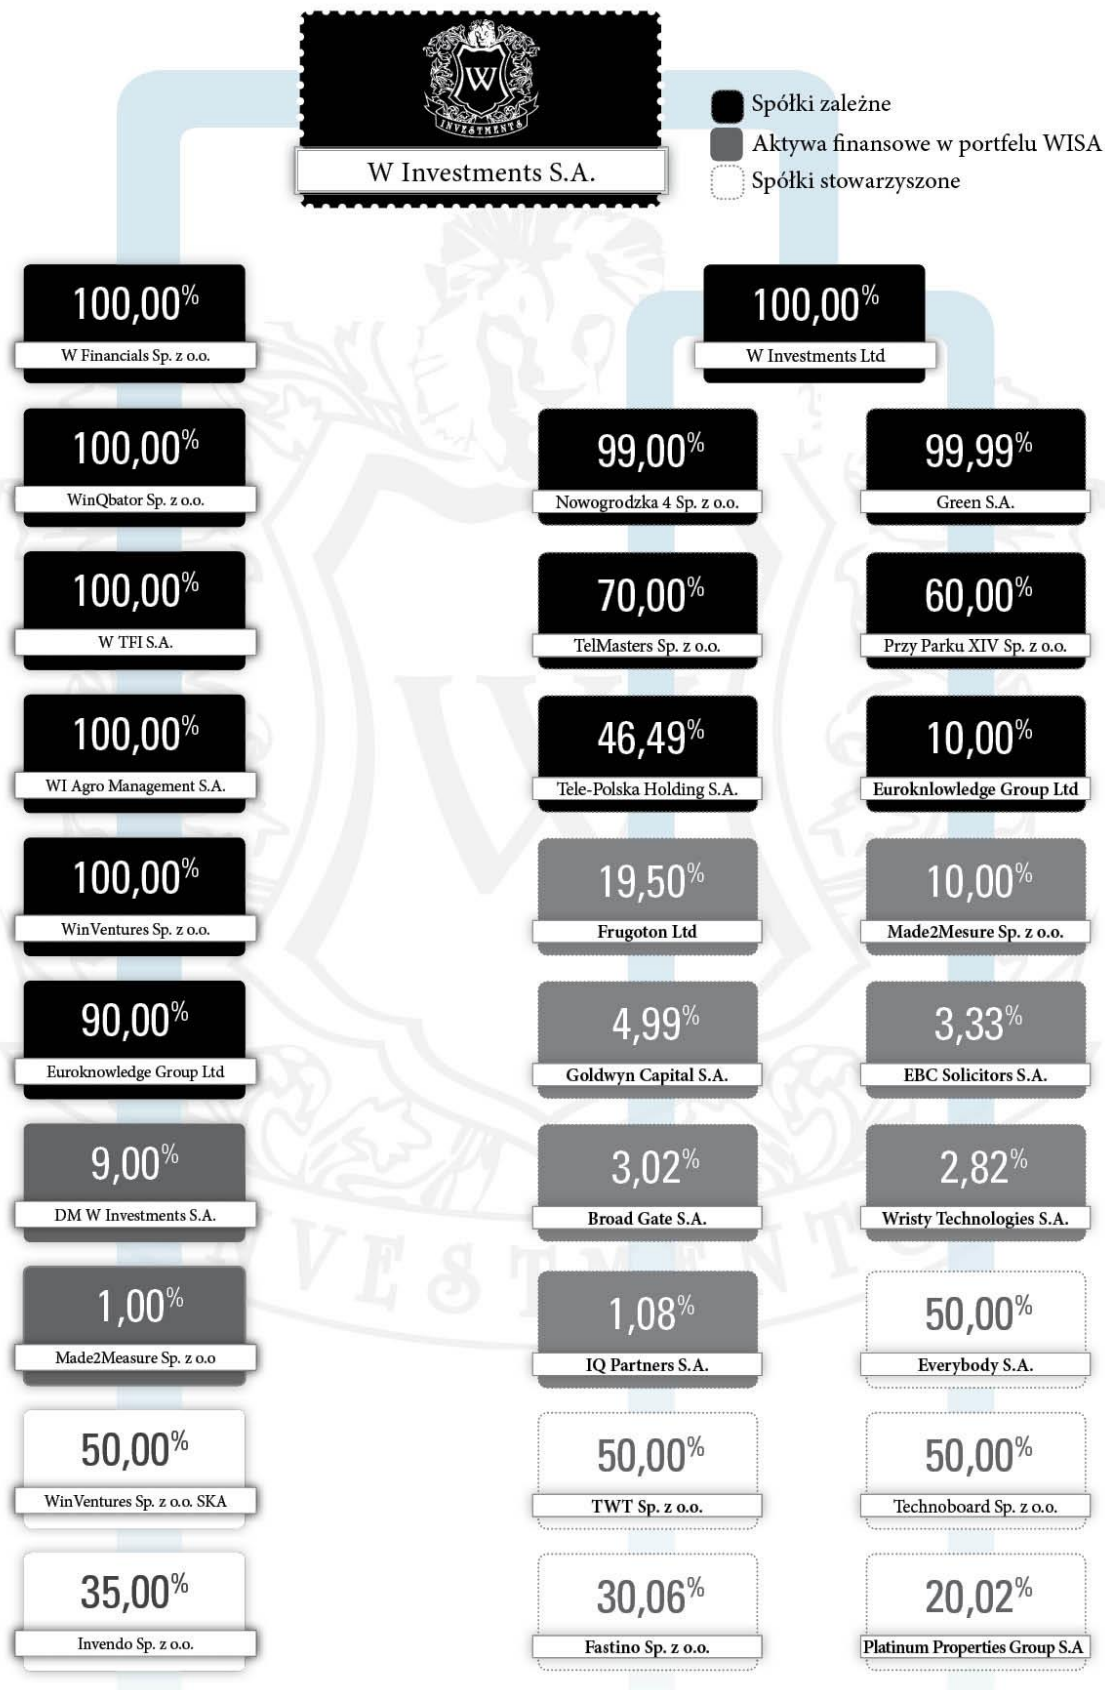 W
INVESTMENTS
W Investments S.A.
Spółki zależne
Aktywa finansowe w portfelu WISA
Spółki stowarzyszone
100,00%
W Financials Sp. z o.o.
100,00%
WinQbator Sp. z o.o.
100,00%
W TFI S.A.
100,00%
WI Agro Management S.A.
100,00%
WinVentures Sp. z o.o.
90,00%
Euroknowledge Group Ltd
9,00%
DM W Investments S.A.
1,00%
Made2Measure Sp. z o.o
50,00%
WinVentures Sp. z o.o. SKA
35,00%
Invendo Sp. z o.o.
100,00%
W Investments Ltd
99,00%
Nowogrodzka 4 Sp. z o.o.
70,00%
TelMasters Sp. z o.o.
46,49%
Tele-Polska Holding S.A.
19,50%
Frugoton Ltd
4,99%
Goldwyn Capital S.A.
3,02%
Broad Gate S.A.
1,08%
IQ Partners S.A.
50,00%
TWT Sp. z o.o.
30,06%
Fastino Sp. z o.o.
99,99%
Green S.A.
60,00%
Przy Parku XIV Sp. z o.o.
10,00%
Euroknlowledge Group Ltd
10,00%
Made2Mesure Sp. z o.o.
3,33%
EBC Solicitors S.A.
2,82%
Wristy Technologies S.A.
50,00%
Everybody S.A.
50,00%
Technoboard Sp. z o.o.
20,02%
Platinum Properties Group S.A
W
INVESTMENTS